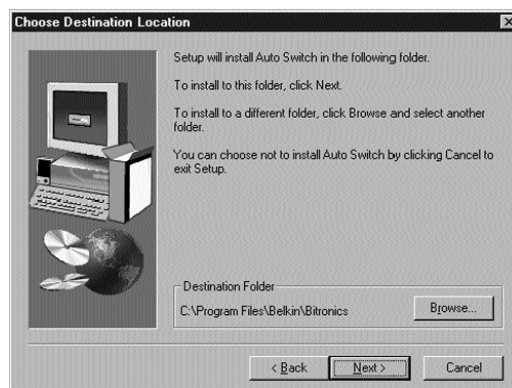 Choose Destination Location
Setup will install Auto Switch in the following folder.
To install to this folder, click Next.
To install to a different folder, click Browse and select another
folder.
You can choose not to install Auto Switch by clicking Cancel to
exit Setup.
Destination Folder
C:\Program Files\Belkin\Bitronics
Browse...
< Back
Next >
Cancel